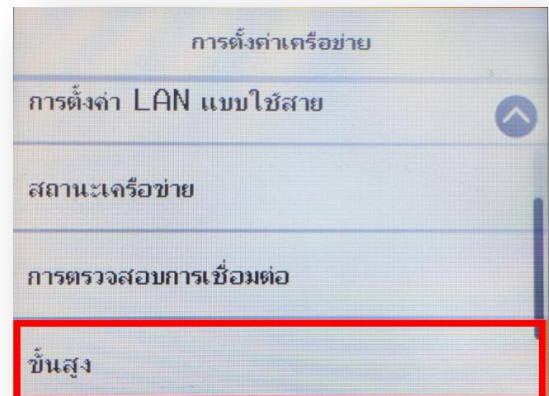 การตั้งค่าเครือข่าย
การตั้งค่า LAN แบบใช้สาย
สถานะเครือข่าย
การตรวจสอบการเชื่อมต่อ
ขั้นสูง